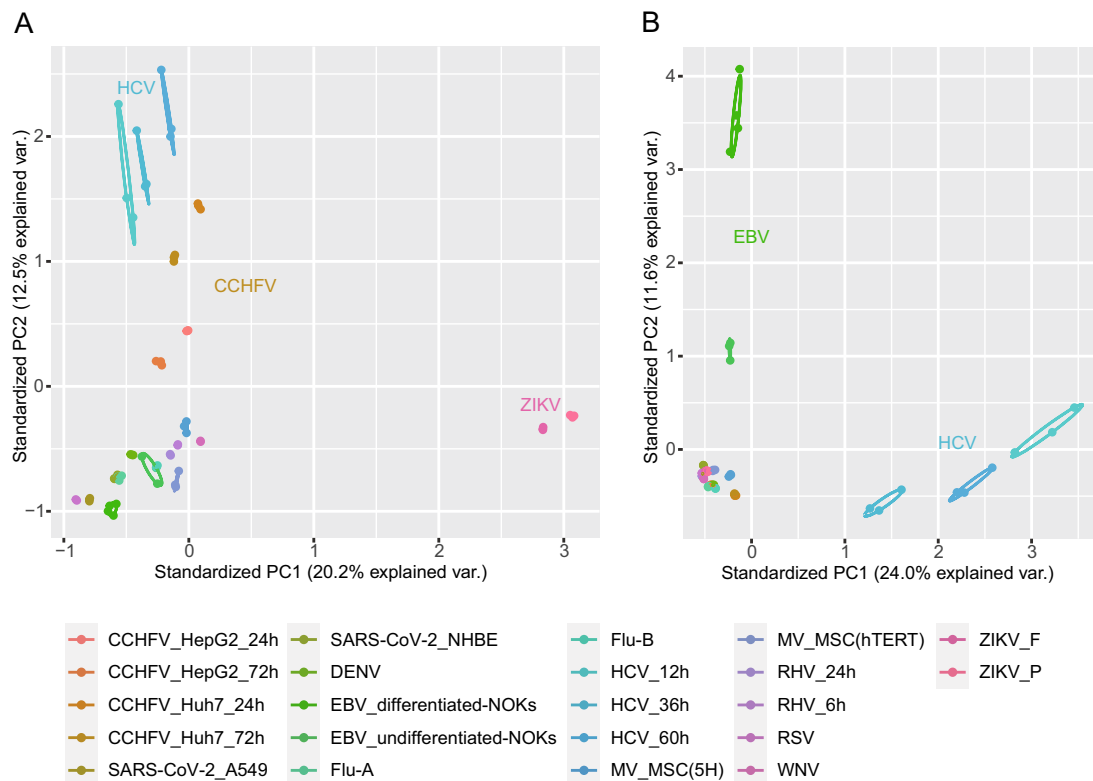 A
HCV
CCHFV
ZIKV
2
1
0
−1
−1
0
1
2
3
Standardized PC2 (12.5% explained var.)
Standardized PC1 (20.2% explained var.)
B
EBV
HCV
4
3
2
1
0
0
1
2
3
Standardized PC2 (11.6% explained var.)
Standardized PC1 (24.0% explained var.)
CCHFV_HepG2_24h
CCHFV_HepG2_72h
CCHFV_Huh7_24h
CCHFV_Huh7_72h
SARS-CoV-2_A549
SARS-CoV-2_NHBE
DENV
EBV_differentiated-NOKs
EBV_undifferentiated-NOKs
Flu-A
Flu-B
HCV_12h
HCV_36h
HCV_60h
MV_MSC(5H)
MV_MSC(hTERT)
RHV_24h
RHV_6h
RSV
WNV
ZIKV_F
ZIKV_P